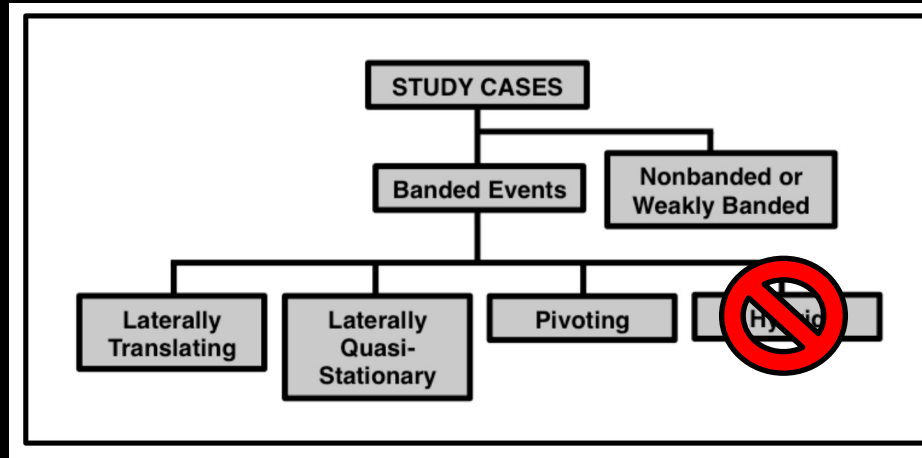 STUDY CASES
Banded Events
Nonbanded or
Weakly Banded
Laterally
Translating
Laterally
Quasi-
Stationary
Pivoting